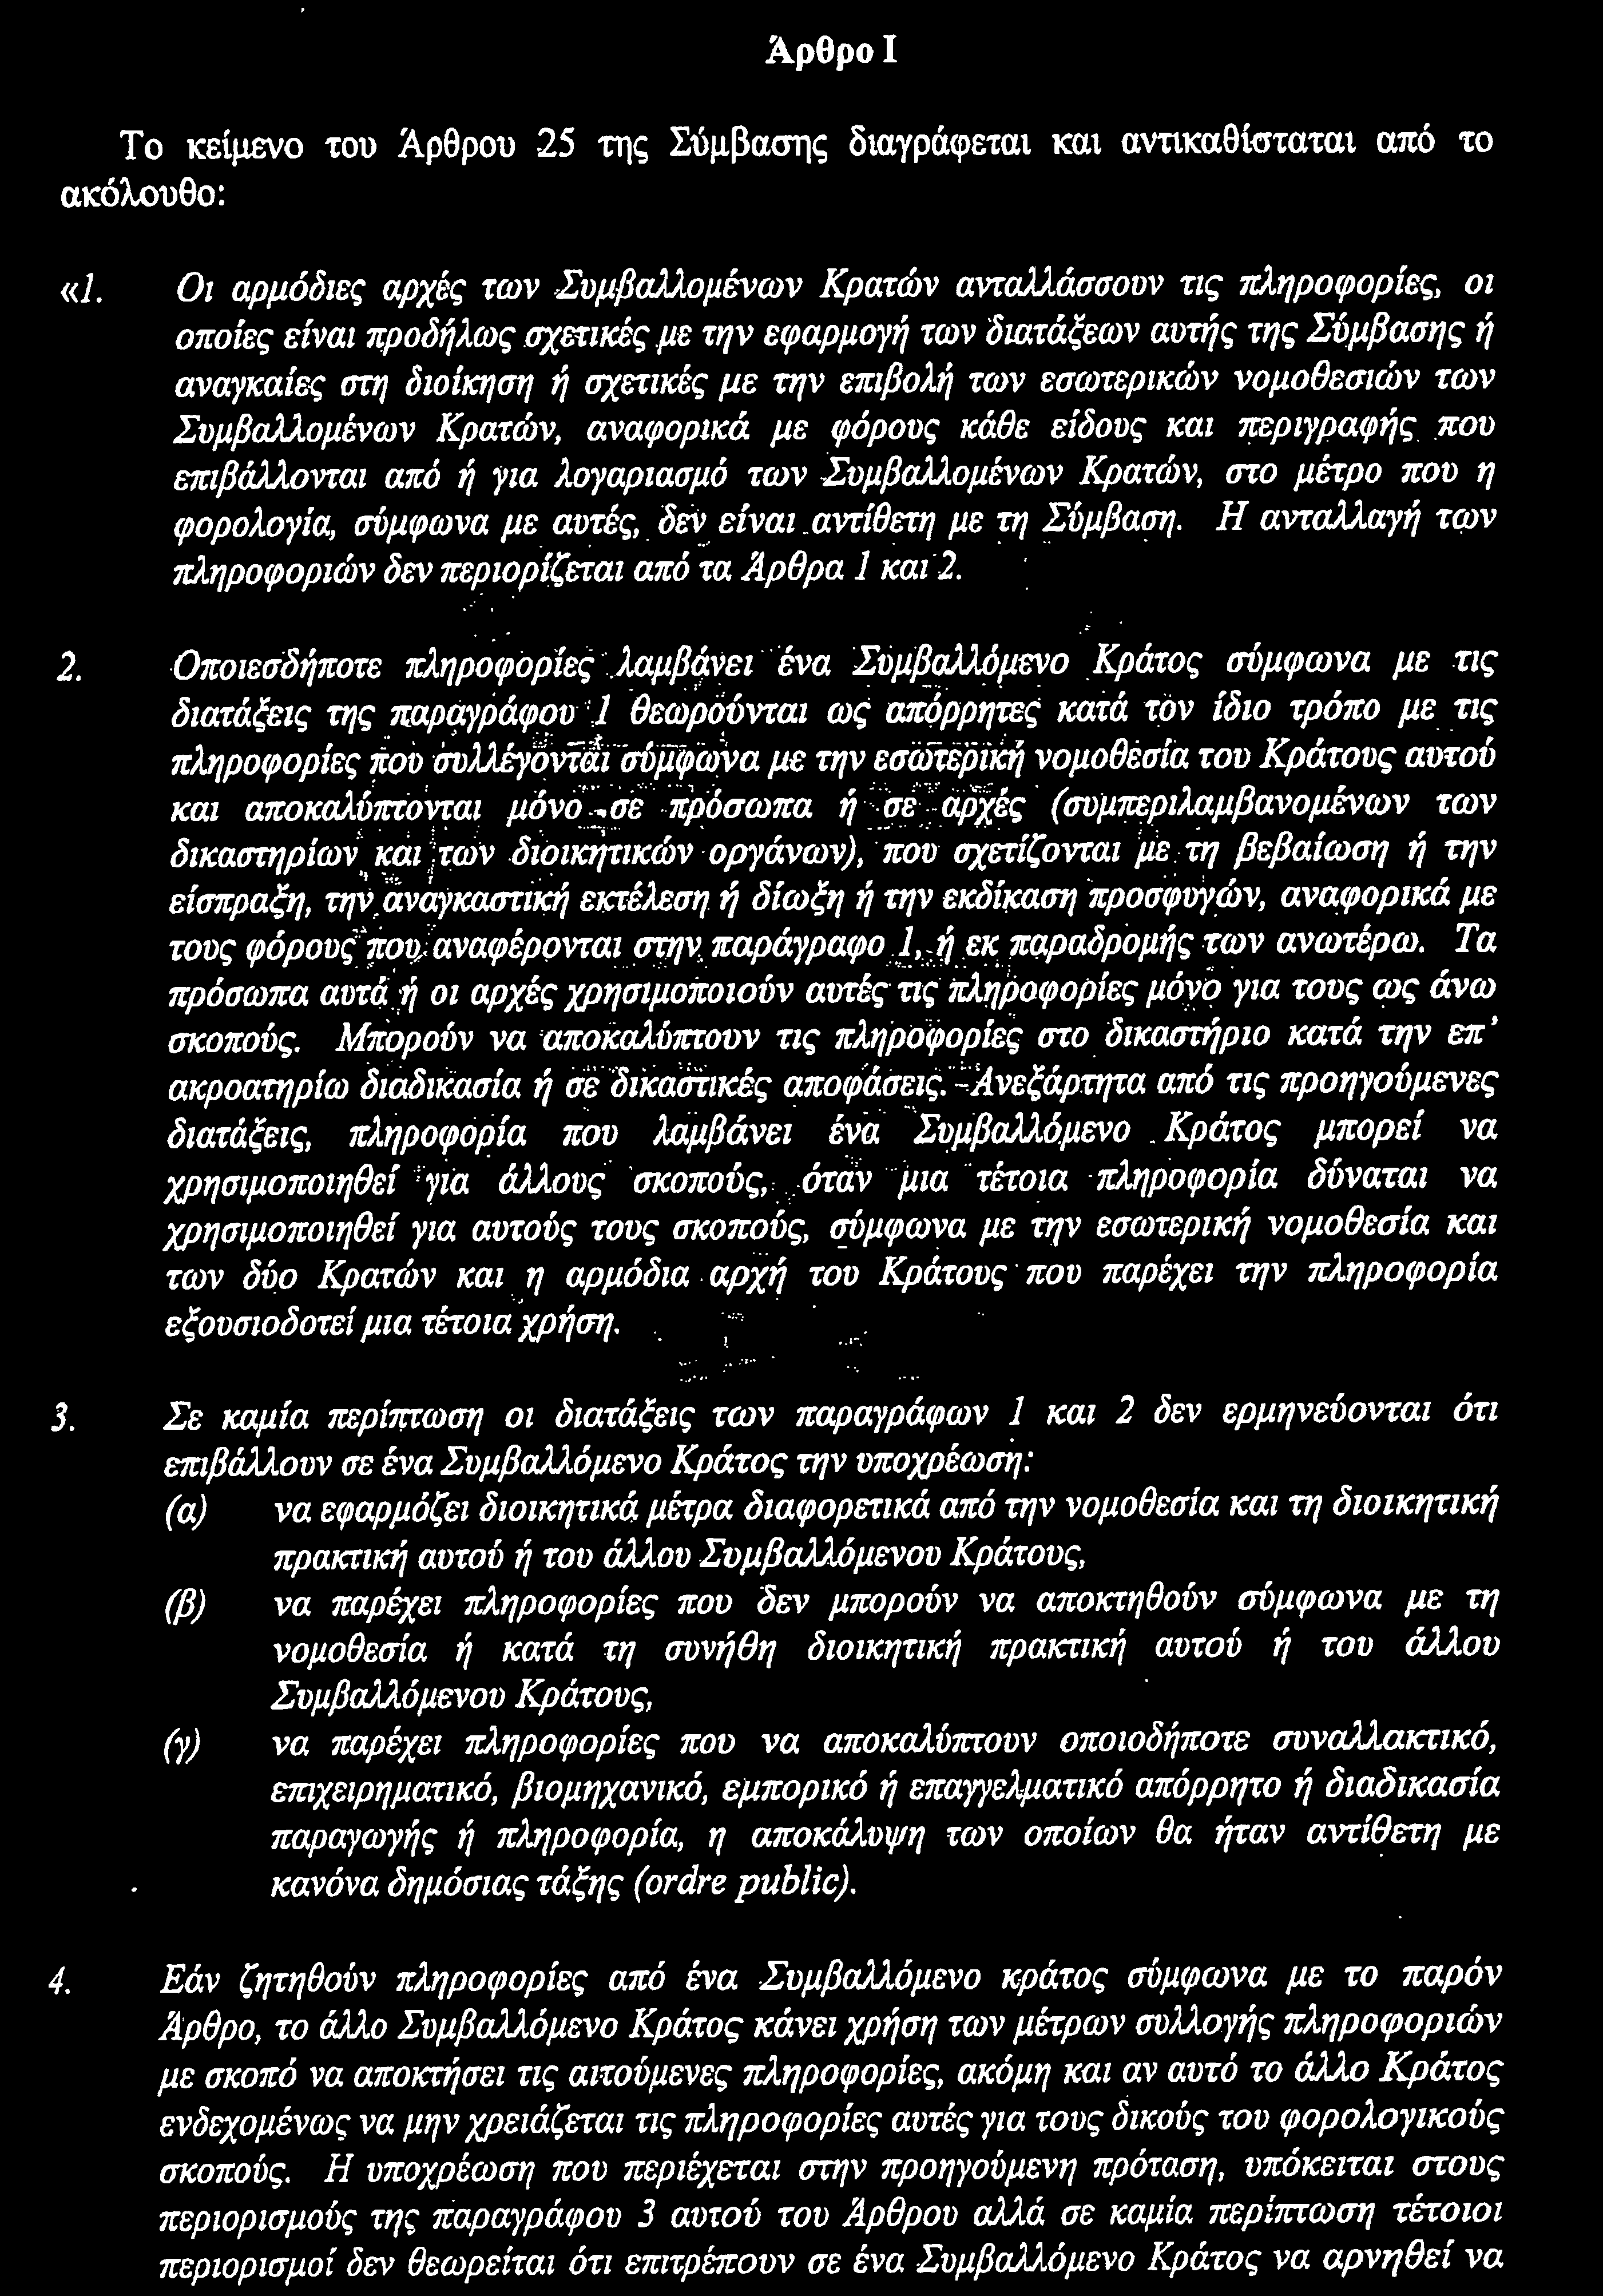 Άρθρο Ι
Το κείμενο του Άρθρου 25 της Σύμβασης διαγράφεται και αντικαθίσταται από το
ακόλουθο:
«1. Οι αρμόδιες αρχές των Συμβαλλομένων Κρατών ανταλλάσσουν τις πληροφορίες, οι
οποίες είναι προδήλως σχετικές με την εφαρμογή των διατάξεων αυτής της Σύμβασης ή
αναγκαίες στη διοίκηση ή σχετικές με την επιβολή των εσωτερικών νομοθεσιών των
Συμβαλλομένων Κρατών, αναφορικά με φόρους κάθε είδους και περιγραφής που
επιβάλλονται από ή για λογαριασμό των Συμβαλλομένων Κρατών, στο μέτρο που η
φορολογία, σύμφωνα με αυτές, δεν είναι αντίθετη με τη Σύμβαση. Η ανταλλαγή των
πληροφοριών δεν περιορίζεται από τα Άρθρα 1 και 2.
2. Οποιεσδήποτε πληροφορίες λαμβάνει ένα Συμβαλλόμενο Κράτος σύμφωνα με τις
διατάξεις της παραγράφου 1 θεωρούνται ως απόρρητες κατά τον ίδιο τρόπο με τις
πληροφορίες που συλλέγονται σύμφωνα με την εσωτερική νομοθεσία του Κράτους αυτού
και αποκαλύπτονται μόνο σε πρόσωπα ή σε αρχές (συμπεριλαμβανομένων των
δικαστηρίων και των διοικητικών οργάνων), που σχετίζονται με τη βεβαίωση ή την
είσπραξη, την αναγκαστική εκτέλεση ή δίωξη ή την εκδίκαση προσφυγών, αναφορικά με
τους φόρους που αναφέρονται στην παράγραφο 1, ή εκ παραδρομής των ανωτέρω. Τα
πρόσωπα αυτά ή οι αρχές χρησιμοποιούν αυτές τις πληροφορίες μόνο για τους ως άνω
σκοπούς. Μπορούν να αποκαλύπτουν τις πληροφορίες στο δικαστήριο κατά την επ'
ακροατηρίω διαδικασία ή σε δικαστικές αποφάσεις. Ανεξάρτητα από τις προηγούμενες
διατάξεις, πληροφορία που λαμβάνει ένα Συμβαλλόμενο Κράτος μπορεί να
χρησιμοποιηθεί για άλλους σκοπούς, όταν μια τέτοια πληροφορία δύναται να
χρησιμοποιηθεί για αυτούς τους σκοπούς, σύμφωνα με την εσωτερική νομοθεσία και
των δύο Κρατών και η αρμόδια αρχή του Κράτους που παρέχει την πληροφορία
εξουσιοδοτεί μια τέτοια χρήση.
3. Σε καμία περίπτωση οι διατάξεις των παραγράφων 1 και 2 δεν ερμηνεύονται ότι
επιβάλλουν σε ένα Συμβαλλόμενο Κράτος την υποχρέωση:
(α) να εφαρμόζει διοικητικά μέτρα διαφορετικά από την νομοθεσία και τη διοικητική
πρακτική αυτού ή του άλλου Συμβαλλόμενου Κράτους,
(β) να παρέχει πληροφορίες που δεν μπορούν να αποκτηθούν σύμφωνα με τη
νομοθεσία ή κατά τη συνήθη διοικητική πρακτική αυτού ή του άλλου
Συμβαλλόμενου Κράτους,
(γ) να παρέχει πληροφορίες που να αποκαλύπτουν οποιοδήποτε συναλλακτικό,
επιχειρηματικό, βιομηχανικό, εμπορικό ή επαγγελματικό απόρρητο ή διαδικασία
παραγωγής ή πληροφορία, η αποκάλυψη των οποίων θα ήταν αντίθετη με
κανόνα δημόσιας τάξης (ordre public).
4. Εάν ζητηθούν πληροφορίες από ένα Συμβαλλόμενο κράτος σύμφωνα με το παρόν
Άρθρο, το άλλο Συμβαλλόμενο Κράτος κάνει χρήση των μέτρων συλλογής πληροφοριών
με σκοπό να αποκτήσει τις αιτούμενες πληροφορίες, ακόμη και αν αυτό το άλλο Κράτος
ενδεχομένως να μην χρειάζεται τις πληροφορίες αυτές για τους δικούς του φορολογικούς
σκοπούς. Η υποχρέωση που περιέχεται στην προηγούμενη πρόταση, υπόκειται στους
περιορισμούς της παραγράφου 3 αυτού του Άρθρου αλλά σε καμία περίπτωση τέτοιοι
περιορισμοί δεν θεωρείται ότι επιτρέπουν σε ένα Συμβαλλόμενο Κράτος να αρνηθεί να